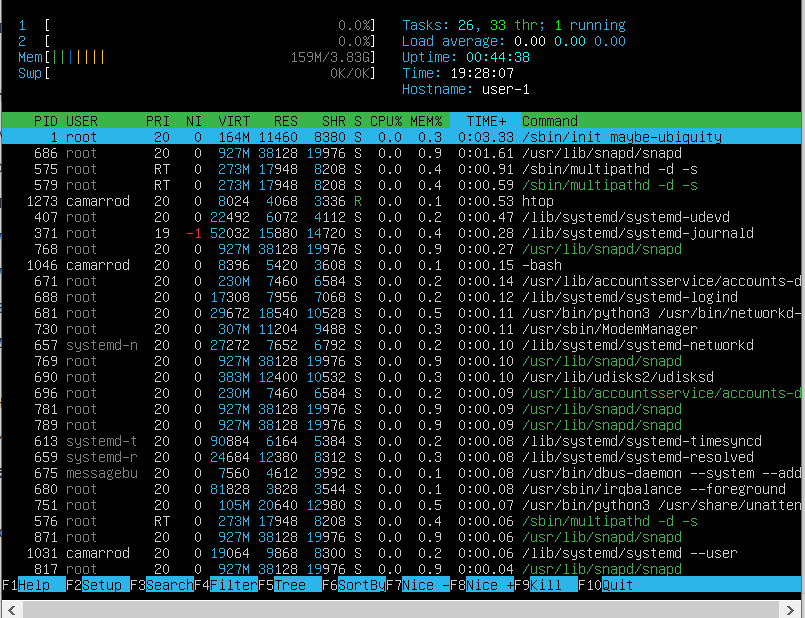 1 [ 0.0%] Tasks: 26, 33 thr; 1 running
2 [ 0.0%] Load average: 0.00 0.00 0.00
Mem[||||||| 159M/3.83G] Uptime: 00:44:38
Swp[ 0K/0K] Time: 19:28:07
Hostname: user-1
PID USER PRI NI VIRT RES SHR S CPU% MEM% TIME+ Command
1 root 20 0 164M 11460 8380 S 0.0 0.3 0:03.33 /sbin/init maybe-ubiquity
686 root 20 0 927M 38128 19976 S 0.0 0.9 0:01.61 /usr/lib/snapd/snapd
575 root RT 0 273M 17948 8208 S 0.0 0.4 0:00.91 /sbin/multipathd -d -s
579 root RT 0 273M 17948 8208 S 0.0 0.4 0:00.59 /sbin/multipathd -d -s
1273 camarrod 20 0 8024 4068 3336 R 0.0 0.1 0:00.53 htop
407 root 20 0 22492 6072 4112 S 0.0 0.2 0:00.47 /lib/systemd/systemd-udevd
371 root 19 -1 52032 15880 14720 S 0.0 0.4 0:00.28 /lib/systemd/systemd-journald
768 root 20 0 927M 38128 19976 S 0.0 0.9 0:00.27 /usr/lib/snapd/snapd
1046 camarrod 20 0 8396 5420 3608 S 0.0 0.1 0:00.15 -bash
671 root 20 0 230M 7460 6584 S 0.0 0.2 0:00.14 /usr/lib/accountsservice/accounts-d
688 root 20 0 17308 7956 7068 S 0.0 0.2 0:00.12 /lib/systemd/systemd-logind
681 root 20 0 29672 18540 10528 S 0.0 0.5 0:00.11 /usr/bin/python3 /usr/bin/networkd-
730 root 20 0 307M 11204 9488 S 0.0 0.3 0:00.11 /usr/sbin/ModemManager
657 systemd-n 20 0 27272 7652 6792 S 0.0 0.2 0:00.10 /lib/systemd/systemd-networkd
769 root 20 0 927M 38128 19976 S 0.0 0.9 0:00.10 /usr/lib/snapd/snapd
690 root 20 0 383M 12400 10532 S 0.0 0.3 0:00.10 /usr/lib/udisks2/udisksd
696 root 20 0 230M 7460 6584 S 0.0 0.2 0:00.09 /usr/lib/accountsservice/accounts-d
781 root 20 0 927M 38128 19976 S 0.0 0.9 0:00.09 /usr/lib/snapd/snapd
789 root 20 0 927M 38128 19976 S 0.0 0.9 0:00.09 /usr/lib/snapd/snapd
613 systemd-t 20 0 90884 6164 5384 S 0.0 0.2 0:00.08 /lib/systemd/systemd-timesyncd
659 systemd-r 20 0 24684 12380 8312 S 0.0 0.3 0:00.08 /lib/systemd/systemd-resolved
675 messagebu 20 0 7560 4612 3992 S 0.0 0.1 0:00.08 /usr/bin/dbus-daemon --system --add
680 root 20 0 81828 3828 3544 S 0.0 0.1 0:00.08 /usr/sbin/irqbalance --foreground
751 root 20 0 105M 20640 12980 S 0.0 0.5 0:00.07 /usr/bin/python3 /usr/share/unatten
576 root RT 0 273M 17948 8208 S 0.0 0.4 0:00.06 /sbin/multipathd -d -s
871 root 20 0 927M 38128 19976 S 0.0 0.9 0:00.06 /usr/lib/snapd/snapd
1031 camarrod 20 0 19064 9868 8300 S 0.0 0.2 0:00.06 /lib/systemd/systemd --user
817 root 20 0 927M 38128 19976 S 0.0 0.9 0:00.04 /usr/lib/snapd/snapd
F1Help F2Setup F3SearchF4FilterF5Tree F6SortByF7Nice -F8Nice +F9Kill F10Quit